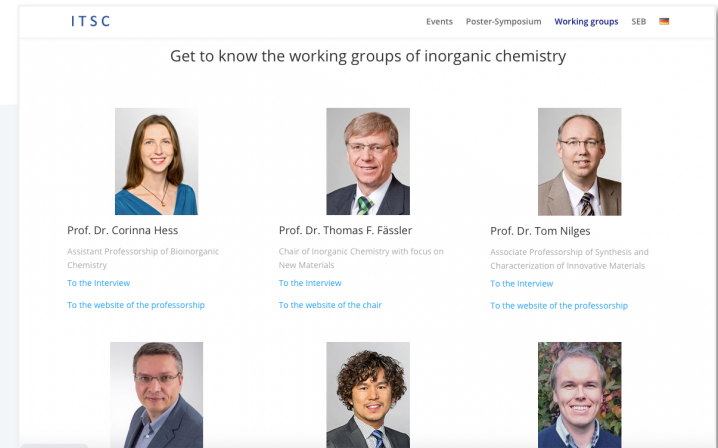 ITSC
Events Poster-Symposium Working groups SEB
Get to know the working groups of inorganic chemistry
Prof. Dr. Corinna Hess
Assistant Professorship of Bioinorganic
Chemistry
To the Interview
To the website of the professorship
Prof. Dr. Thomas F. Fässler
Chair of Inorganic Chemistry with focus on
New Materials
To the Interview
To the website of the chair
Prof. Dr. Tom Nilges
Associate Professorship of Synthesis and
Characterization of Innovative Materials
To the Interview
To the website of the professorship